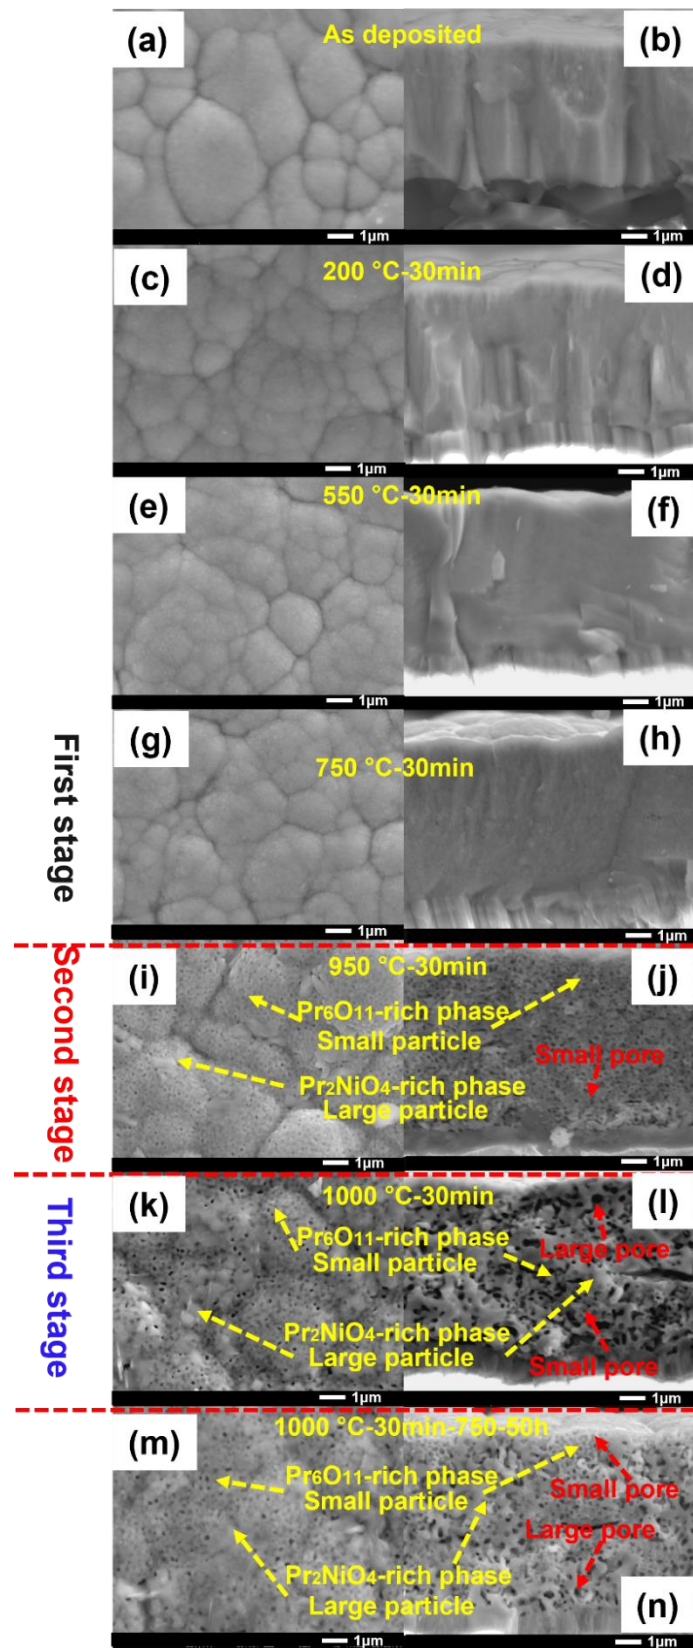 (a)
As deposited
(b)
1μm
1μm
(c)
200 °C-30min
(d)
1μm
1μm
(e)
550 °C-30min
(f)
1μm
1μm
First stage
(g)
750 °C-30min
(h)
1μm
1μm
Second stage
(i)
950 °C-30min
(j)
Pr₆O₁₁-rich phase
Small particle
Small pore
Pr₂NiO₄-rich phase
Large particle
1μm
1μm
Third stage
(k)
1000 °C-30min
(l)
Pr₆O₁₁-rich phase
Small particle
Large pore
Pr₂NiO₄-rich phase
Large particle
Small pore
1μm
1μm
(m)
1000 °C-30min-750-50h
Pr₆O₁₁-rich phase
Small particle
Small pore
Large pore
Pr₂NiO₄-rich phase
Large particle
(n)
1μm
1μm